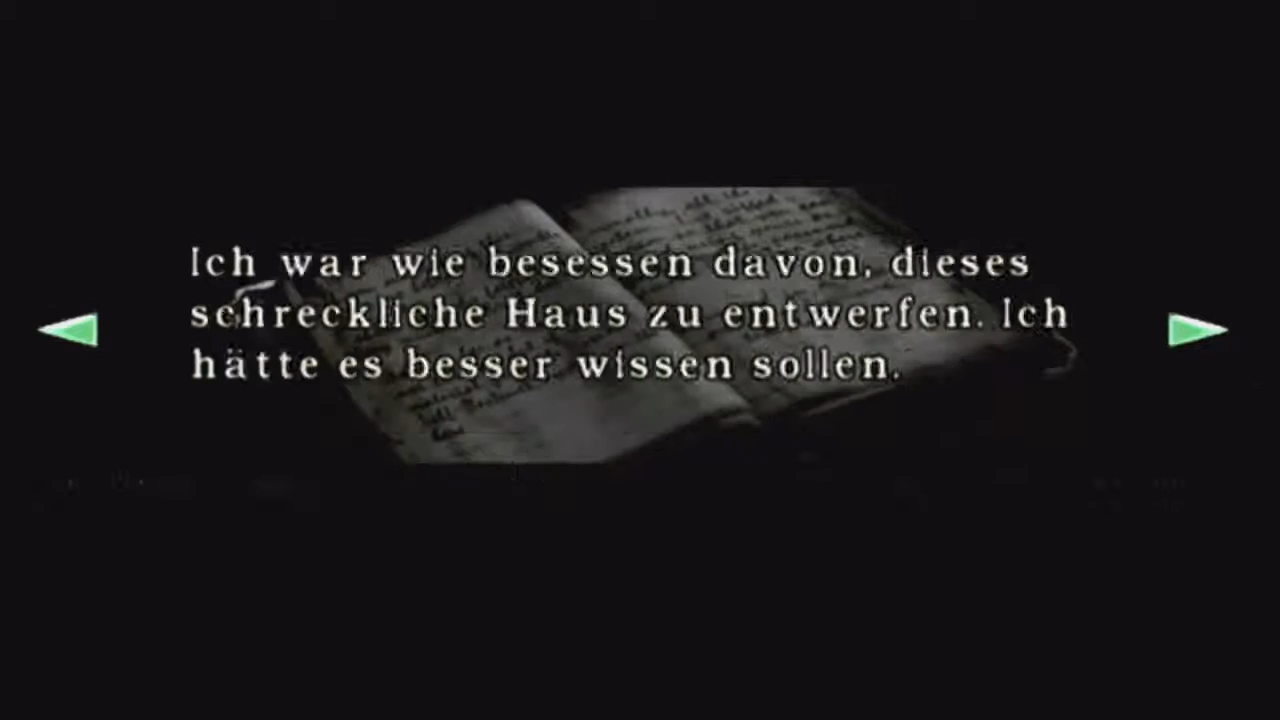 Ich war wie besessen davon, dieses
schreckliche Haus zu entwerfen. Ich
hätte es besser wissen sollen.